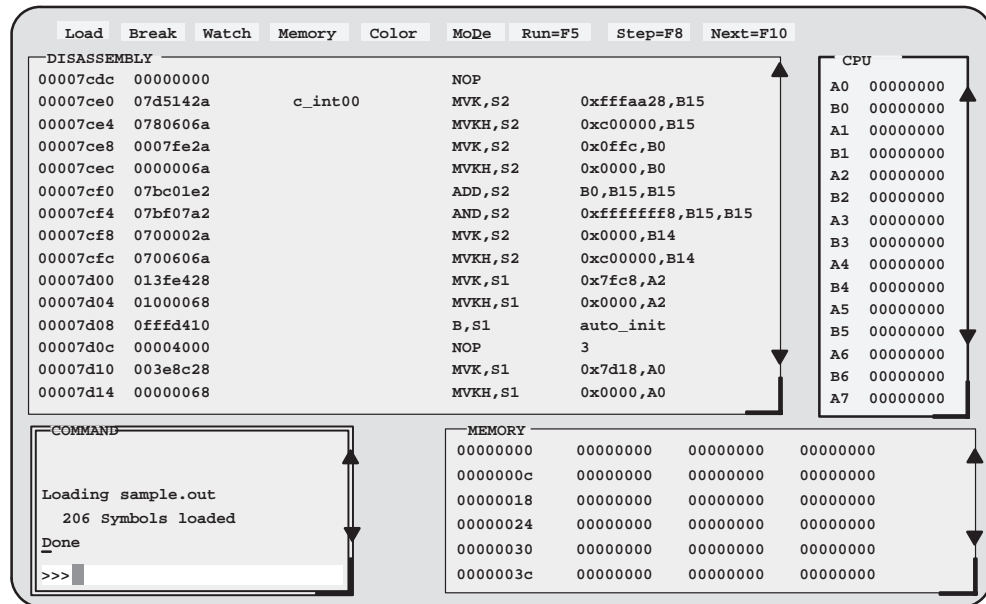 Load Break Watch Memory Color MoDe Run=F5 Step=F8 Next=F10
DISASSEMBLY
00007cdc 00000000 NOP
00007ce0 07d5142a c_int00 MVK,S2 0xfffaa28,B15
00007ce4 0780606a MVKH,S2 0xc00000,B15
00007ce8 0007fe2a MVK,S2 0x0ffc,B0
00007cec 0000006a MVKH,S2 0x0000,B0
00007cf0 07bc01e2 ADD,S2 B0,B15,B15
00007cf4 07bf07a2 AND,S2 0xfffffff8,B15,B15
00007cf8 0700002a MVK,S2 0x0000,B14
00007cfc 0700606a MVKH,S2 0xc00000,B14
00007d00 013fe428 MVK,S1 0x7fc8,A2
00007d04 01000068 MVKH,S1 0x0000,A2
00007d08 0fffd410 B,S1 auto_init
00007d0c 00004000 NOP 3
00007d10 003e8c28 MVK,S1 0x7d18,A0
00007d14 00000068 MVKH,S1 0x0000,A0
CPU
A0 00000000
B0 00000000
A1 00000000
B1 00000000
A2 00000000
B2 00000000
A3 00000000
B3 00000000
A4 00000000
B4 00000000
A5 00000000
B5 00000000
A6 00000000
B6 00000000
A7 00000000
COMMAND
Loading sample.out
206 Symbols loaded
Done
>>>
MEMORY
00000000 00000000 00000000 00000000
0000000c 00000000 00000000 00000000
00000018 00000000 00000000 00000000
00000024 00000000 00000000 00000000
00000030 00000000 00000000 00000000
0000003c 00000000 00000000 00000000